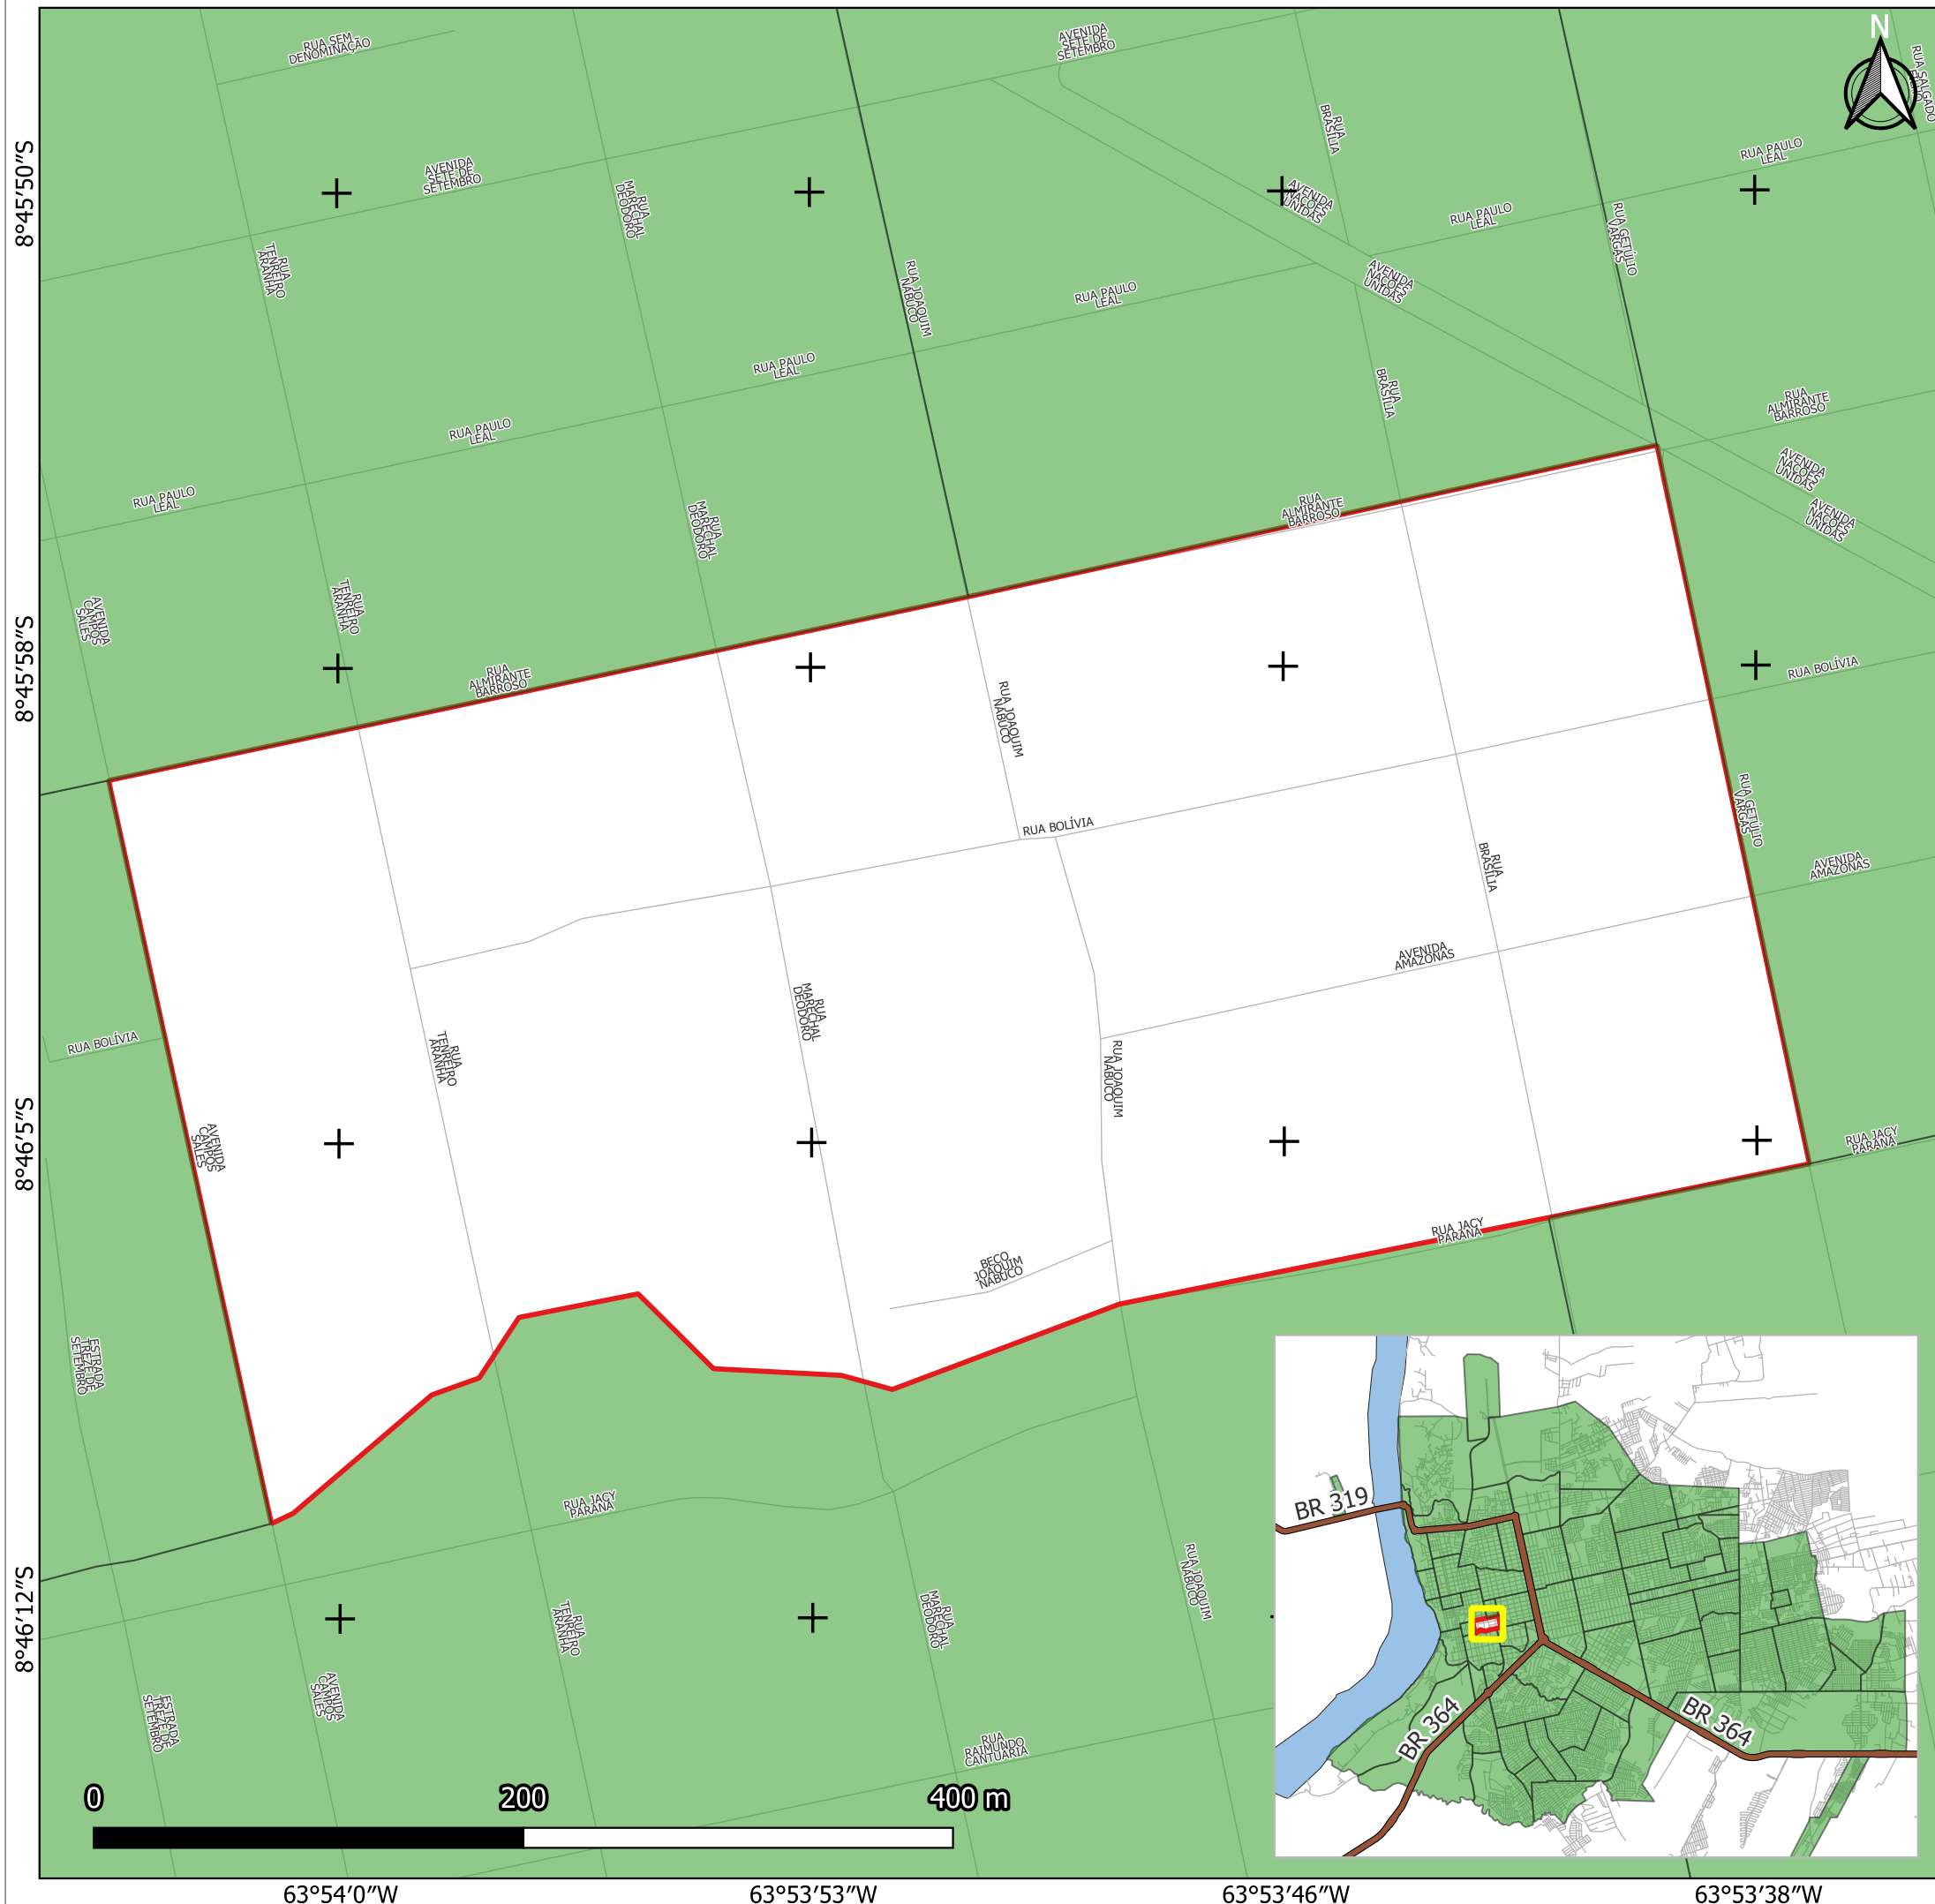 N
RUA SEM
DENOMINAÇÃO
AVENIDA
SETE DE
SETEMBRO
RUA SALGADO
AVENIDA
SETE DE
SETEMBRO
RUA
BRASÍLIA
RUA PAULO
LEAL
8°45′50″S
RUA
MARECHAL
DEODORO
AVENIDA
NAÇÕES
UNIDAS
RUA PAULO
LEAL
RUA GETÚLIO
VARGAS
RUA
TENREIRO
ARANHA
RUA JOAQUIM
NABUCO
RUA PAULO
LEAL
AVENIDA
NAÇÕES
UNIDAS
RUA PAULO
LEAL
RUA
BRASÍLIA
RUA
ALMIRANTE
BARROSO
RUA PAULO
LEAL
AVENIDA
NAÇÕES
UNIDAS
RUA PAULO
LEAL
RUA
MARECHAL
DEODORO
RUA
ALMIRANTE
BARROSO
AVENIDA
NAÇÕES
UNIDAS
AVENIDA
CAMPOS
SALES
RUA
TENREIRO
ARANHA
8°45′58″S
RUA
ALMIRANTE
BARROSO
RUA JOAQUIM
NABUCO
RUA BOLÍVIA
RUA BOLÍVIA
RUA GETÚLIO
VARGAS
RUA
BRASÍLIA
AVENIDA
AMAZONAS
AVENIDA
AMAZONAS
RUA
MARECHAL
DEODORO
RUA BOLÍVIA
RUA
TENREIRO
ARANHA
RUA JOAQUIM
NABUCO
8°46′5″S
AVENIDA
CAMPOS
SALES
RUA JACY
PARANÁ
RUA JACY
PARANÁ
BECO
JOAQUIM
NABUCO
ESTRADA
TREZE DE
SETEMBRO
RUA JACY
PARANÁ
BR 319
RUA JOAQUIM
NABUCO
8°46′12″S
RUA
TENREIRO
ARANHA
RUA
MARECHAL
DEODORO
AVENIDA
CAMPOS
SALES
ESTRADA
TREZE DE
SETEMBRO
RUA
RAIMUNDO
CANTUÁRIA
BR 364
BR 364
0
200
400 m
63°54′0″W
63°53′53″W
63°53′46″W
63°53′38″W